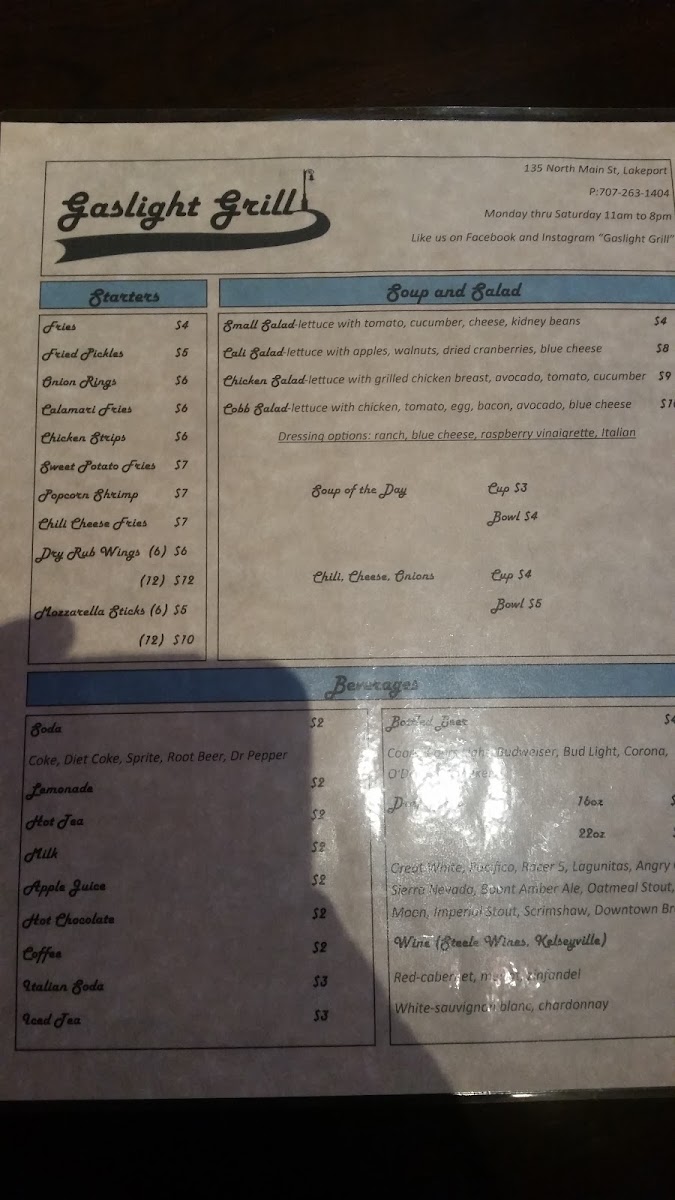 Gaslight Grill
135 North Main St, Lakeport
P:707-263-1404
Monday thru Saturday 11am to 8pm
Like us on Facebook and Instagram "Gaslight Grill"
Starters
Fries $4
Fried Pickles $5
Onion Rings $6
Calamari Fries $6
Chicken Strips $6
Sweet Potato Fries $7
Popcorn Shrimp $7
Chili Cheese Fries $7
Dry Rub Wings (6) $6
(12) $12
Mozzarella Sticks (6) $5
(12) $10
Soup and Salad
Small Salad-lettuce with tomato, cucumber, cheese, kidney beans $4
Cali Salad-lettuce with apples, walnuts, dried cranberries, blue cheese $8
Chicken Salad-lettuce with grilled chicken breast, avocado, tomato, cucumber $9
Cobb Salad-lettuce with chicken, tomato, egg, bacon, avocado, blue cheese
Dressing options: ranch, blue cheese, raspberry vinaigrette, Italian
Soup of the Day Cup $3
Bowl $4
Chili, Cheese, Onions Cup $4
Bowl $5
Beverages
Soda $2
Coke, Diet Coke, Sprite, Root Beer, Dr Pepper
Lemonade $2
Hot Tea $2
Milk $2
Apple Juice $2
Hot Chocolate $2
Coffee $2
Italian Soda $3
Iced Tea $3
Bottled Beer
Budweiser, Bud Light, Corona,
16oz
22oz
Great White, Pacifico, Racer 5, Lagunitas, Angry
Sierra Nevada, Boont Amber Ale, Oatmeal Stout,
Moon, Imperial Stout, Scrimshaw, Downtown
Wine (Steele Wines, Kelseyville)
Red-cabernet, merlot, zinfandel
White-sauvignon blanc, chardonnay